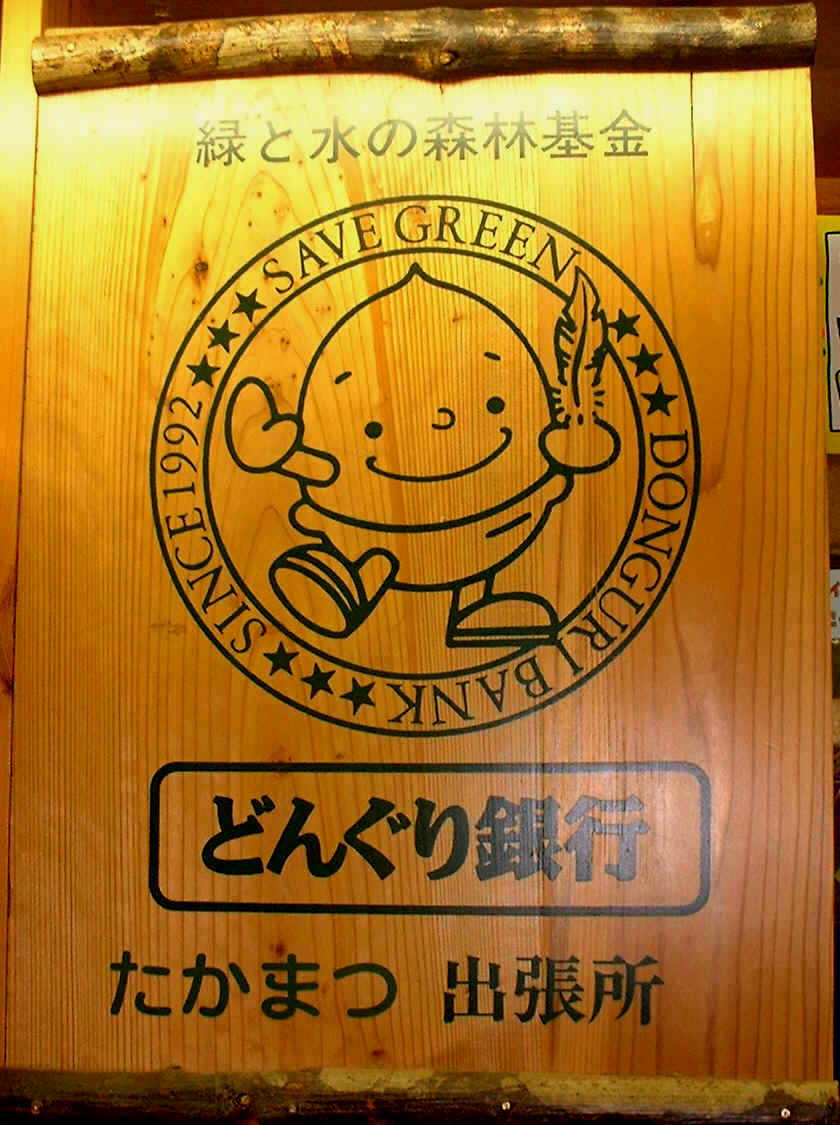 緑と水の森林基金
SAVE GREEN
DONGURI BANK
SINCE 1992
どんぐり銀行
たかまつ 出張所